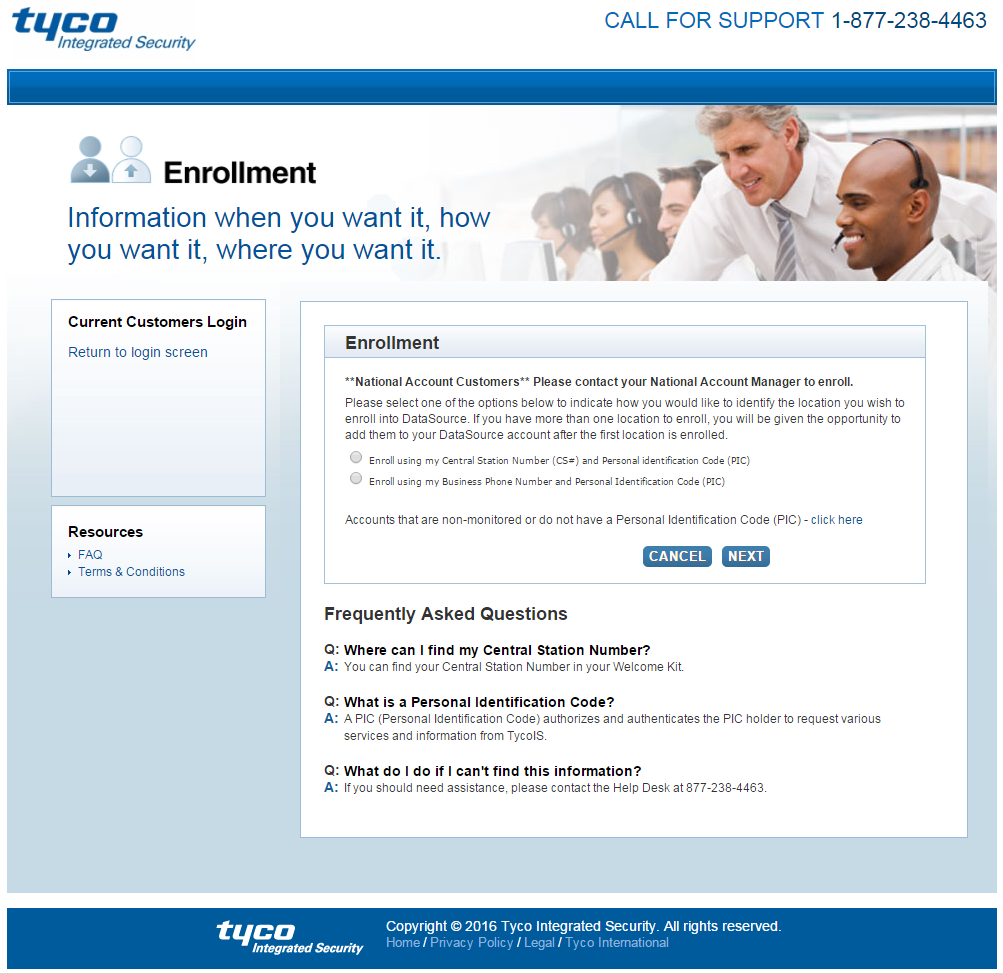 tyco
Integrated Security
CALL FOR SUPPORT 1-877-238-4463
Enrollment
Information when you want it, how
you want it, where you want it.
Current Customers Login
Return to login screen
Resources
FAQ
Terms & Conditions
Enrollment
**National Account Customers** Please contact your National Account Manager to enroll.
Please select one of the options below to indicate how you would like to identify the location you wish to
enroll into DataSource. If you have more than one location to enroll, you will be given the opportunity to
add them to your DataSource account after the first location is enrolled.
Enroll using my Central Station Number (CS#) and Personal identification Code (PIC)
Enroll using my Business Phone Number and Personal Identification Code (PIC)
Accounts that are non-monitored or do not have a Personal Identification Code (PIC) - click here
CANCEL NEXT
Frequently Asked Questions
Q: Where can I find my Central Station Number?
A: You can find your Central Station Number in your Welcome Kit.
Q: What is a Personal Identification Code?
A: A PIC (Personal Identification Code) authorizes and authenticates the PIC holder to request various
services and information from TycoIS.
Q: What do I do if I can't find this information?
A: If you should need assistance, please contact the Help Desk at 877-238-4463.
tyco
Integrated Security
Copyright © 2016 Tyco Integrated Security. All rights reserved.
Home / Privacy Policy / Legal / Tyco International